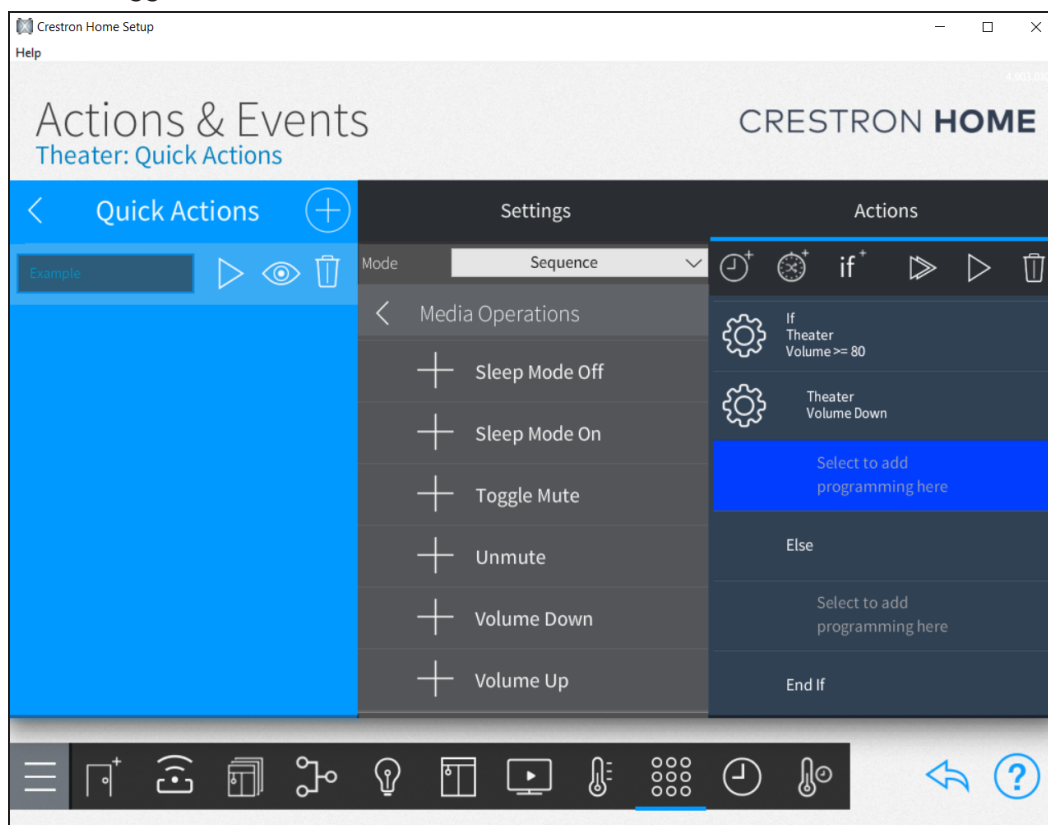 Crestron Home Setup
Help
Actions & Events
CRESTRON HOME
Theater: Quick Actions
Quick Actions
Settings
Actions
Example
Mode
Sequence
if+
Media Operations
If
Theater
Volume >= 80
Sleep Mode Off
Theater
Volume Down
Sleep Mode On
Select to add
programming here
Toggle Mute
Else
Unmute
Select to add
programming here
Volume Down
Volume Up
End If
?